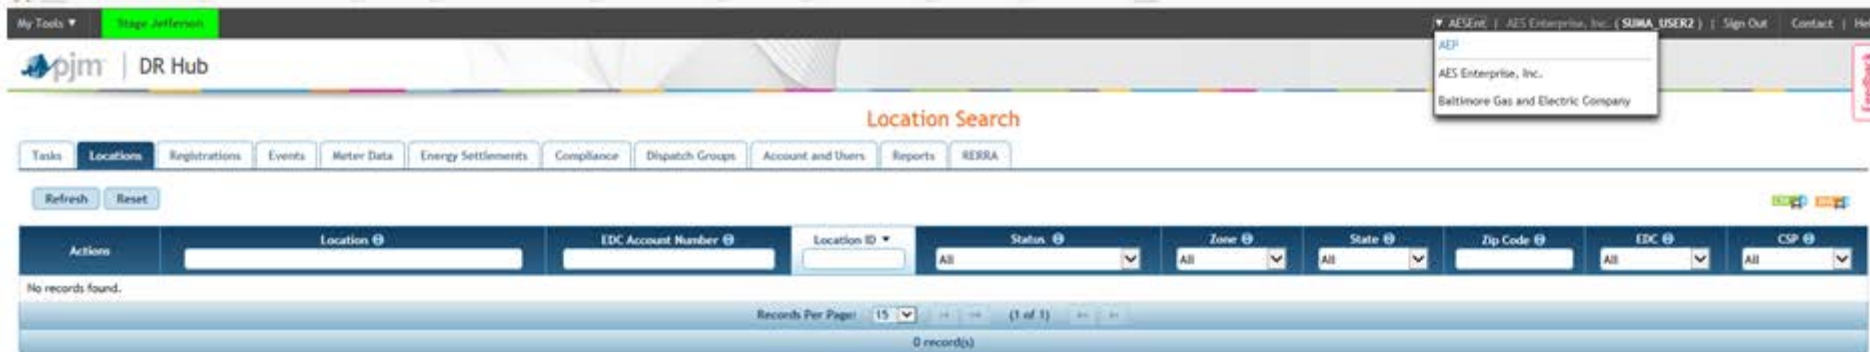 My Tools ▼ Stage Jefferson ▼ AESEnt | AES Enterprise, Inc. ( SUMA_USER2 ) | Sign Out Contact | Hel
AEP
AES Enterprise, Inc.
Baltimore Gas and Electric Company
Feedback
pjm | DR Hub
Location Search
Tasks Locations Registrations Events Meter Data Energy Settlements Compliance Dispatch Groups Account and Users Reports RERRA
Refresh Reset
Actions Location EDC Account Number Location ID ▼ Status Zone State Zip Code EDC CSP
All All All All All
No records found.
Records Per Page: 15 (1 of 1)
0 record(s)